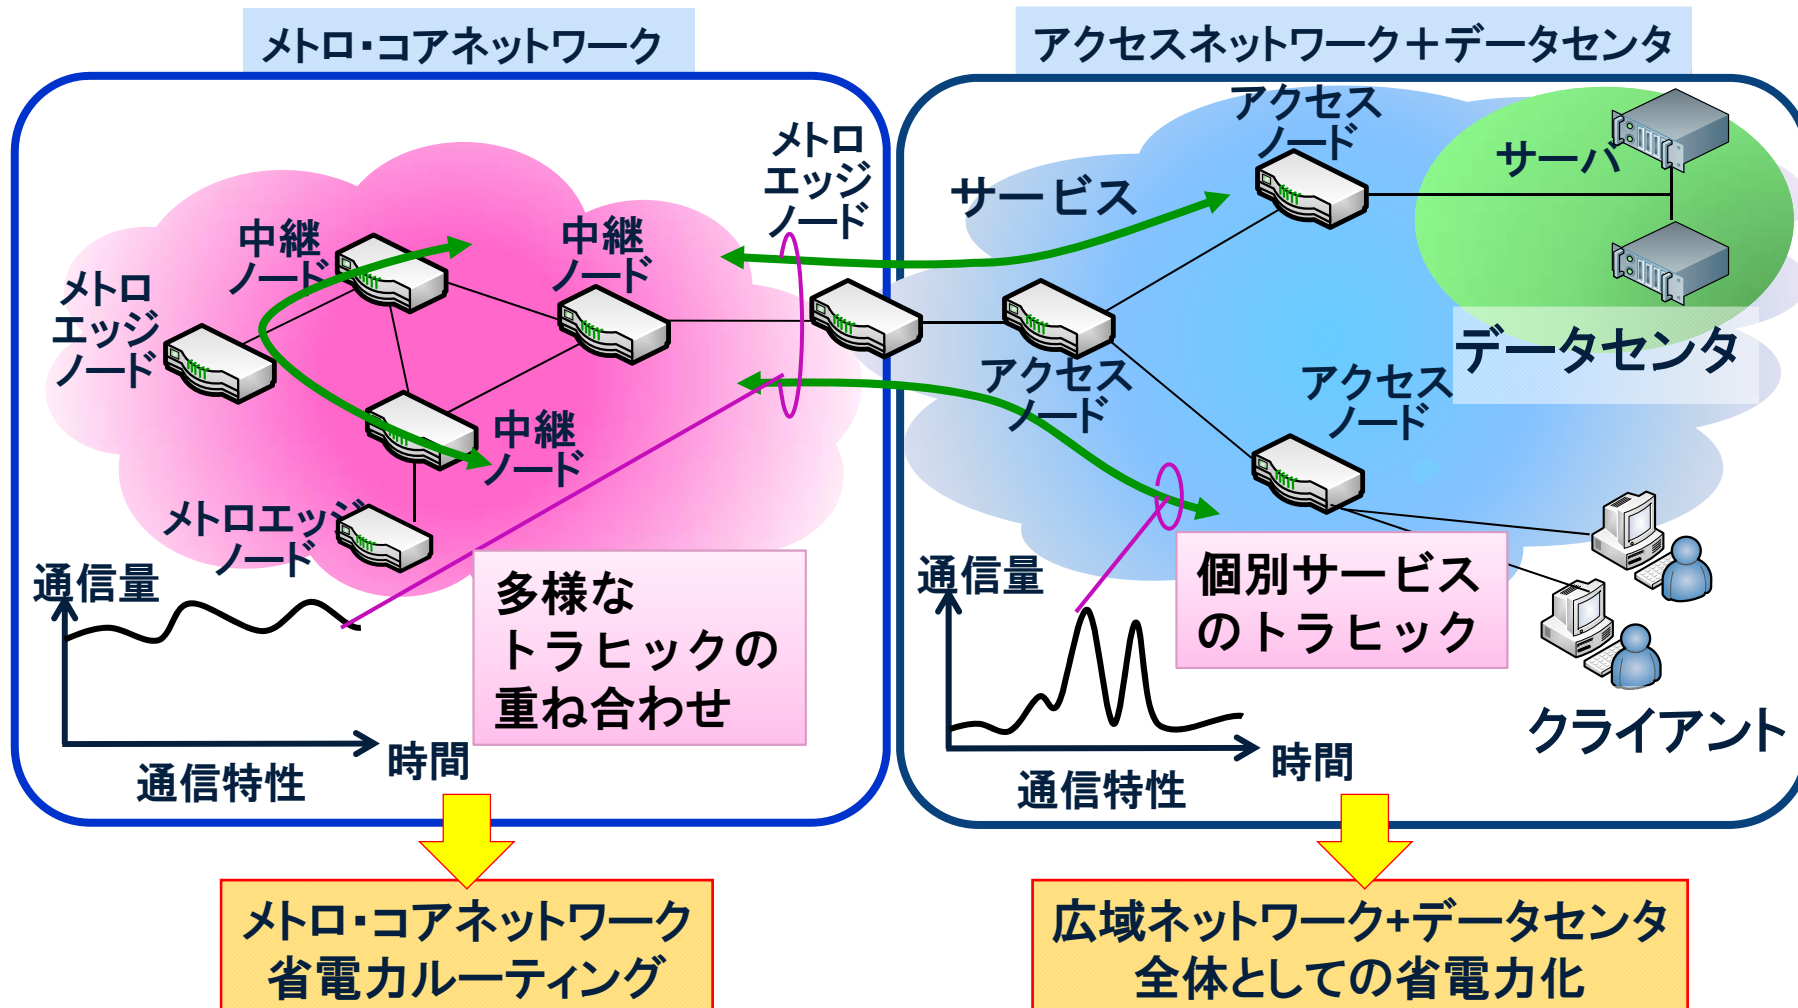 メトロ・コアネットワーク
中継
ノード
中継
ノード
メトロ
エッジ
ノード
メトロ
エッジ
ノード
中継
ノード
メトロエッジ
ノード
通信量
時間
通信特性
多様な
トラヒックの
重ね合わせ
メトロ・コアネットワーク
省電力ルーティング
アクセスネットワーク＋データセンタ
アクセス
ノード
サーバ
サービス
データセンタ
アクセス
ノード
アクセス
ノード
通信量
時間
通信特性
個別サービス
のトラヒック
クライアント
広域ネットワーク+データセンタ
全体としての省電力化